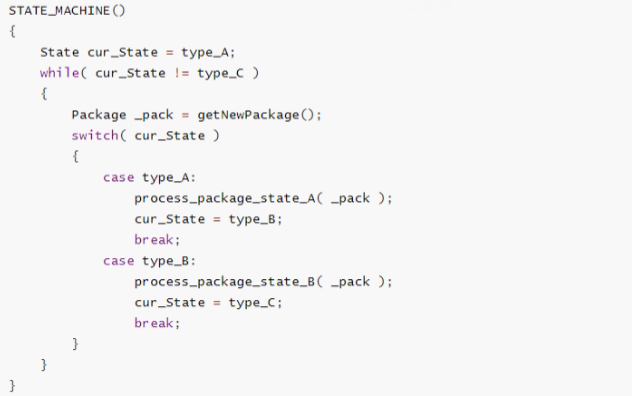 STATE_MACHINE()
{
    State cur_State = type_A;
    while( cur_State != type_C )
    {
        Package _pack = getNewPackage();
        switch( cur_State )
        {
            case type_A:
                process_package_state_A( _pack );
                cur_State = type_B;
                break;
            case type_B:
                process_package_state_B( _pack );
                cur_State = type_C;
                break;
        }
    }
}